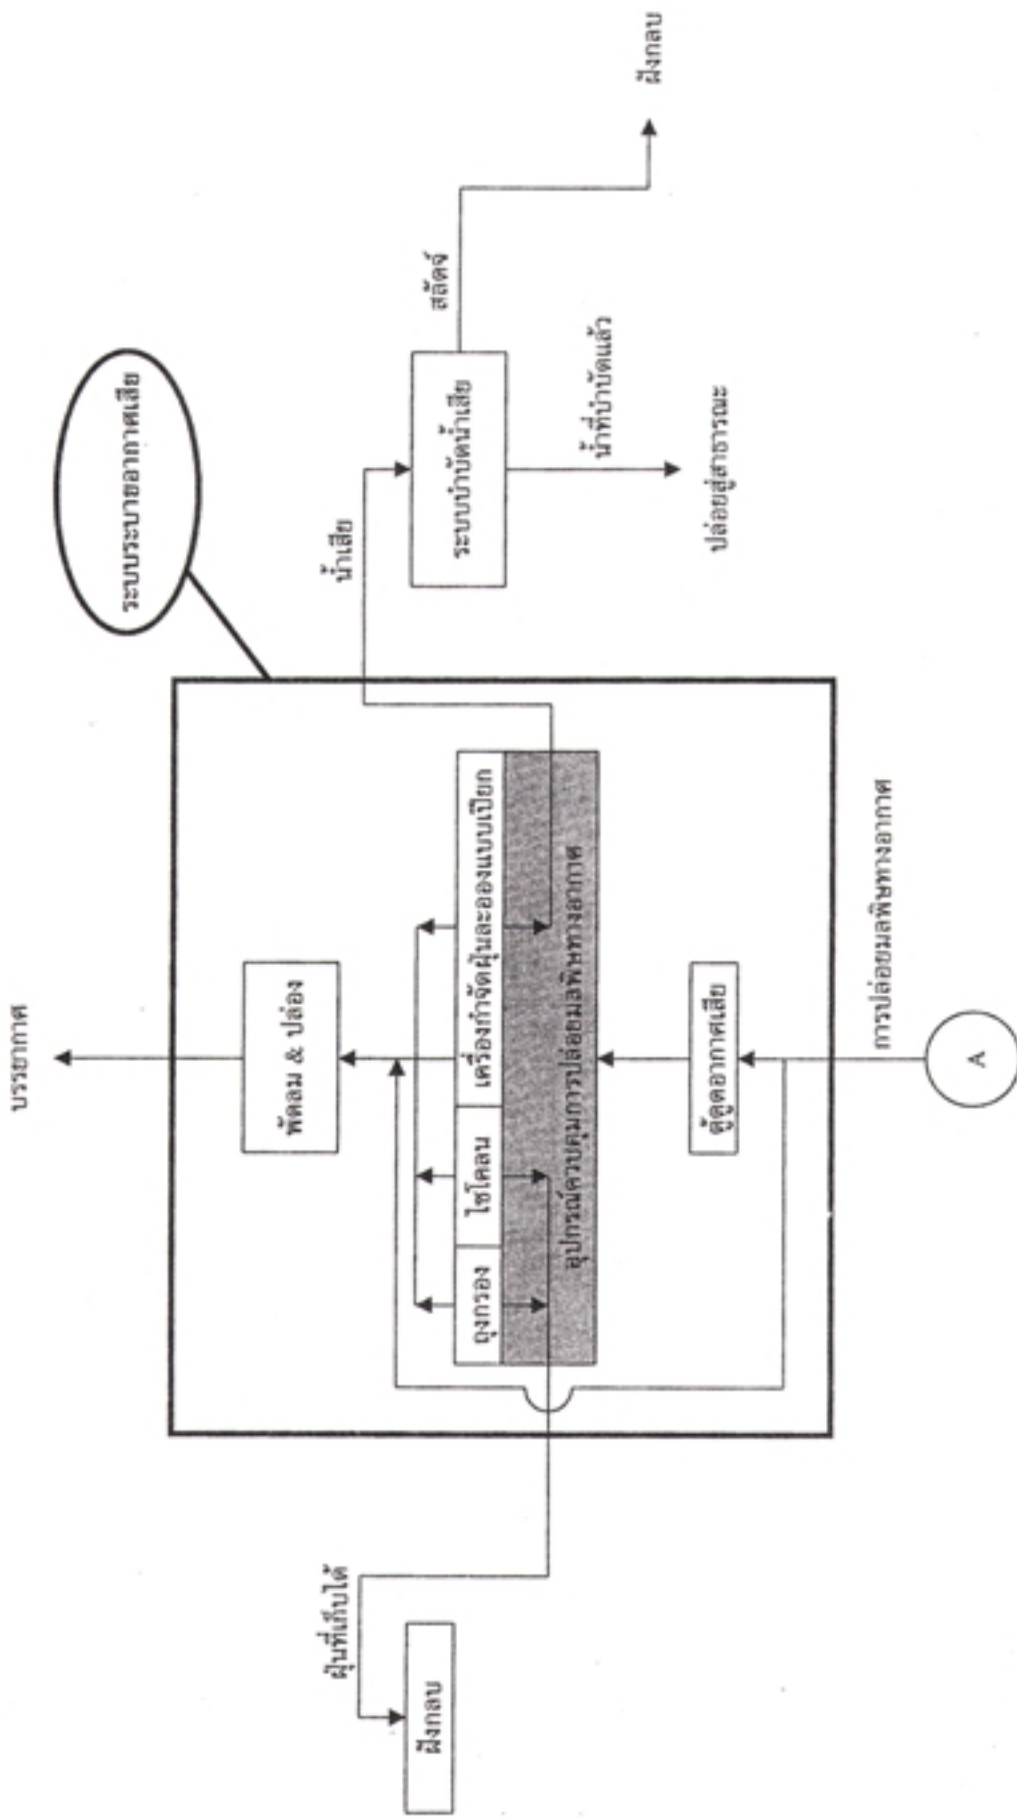 ระบบระบายอากาศเสีย
บรรยากาศ
พัดลม & ปล่อง
ถุงกรอง
ไซโคลน
เครื่องกำจัดฝุ่นละอองแบบเปียก
อุปกรณ์ควบคุมการปล่อยมลพิษทางอากาศ
ตู้ดูดอากาศเสีย
การปล่อยมลพิษทางอากาศ
A
ฝุ่นที่เก็บได้
ฝังกลบ
น้ำเสีย
ระบบบำบัดน้ำเสีย
สลัดจ์
ฝังกลบ
น้ำที่บำบัดแล้ว
ปล่อยสู่สาธารณะ